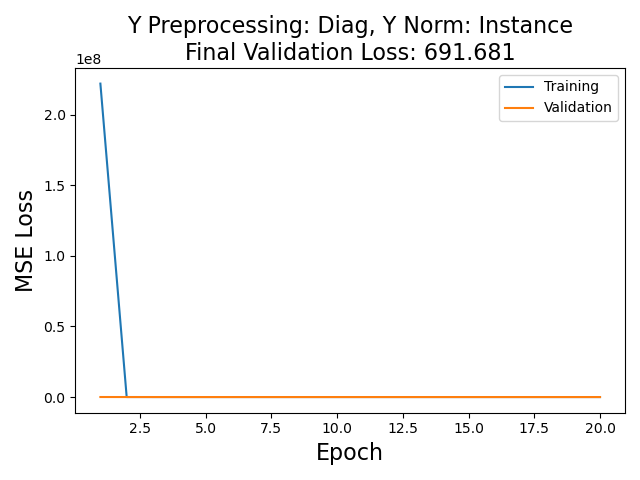 Y Preprocessing: Diag, Y Norm: Instance
Final Validation Loss: 691.681
1e8
Training
Validation
2.0
1.5
1.0
0.5
0.0
MSE Loss
2.5 5.0 7.5 10.0 12.5 15.0 17.5 20.0
Epoch